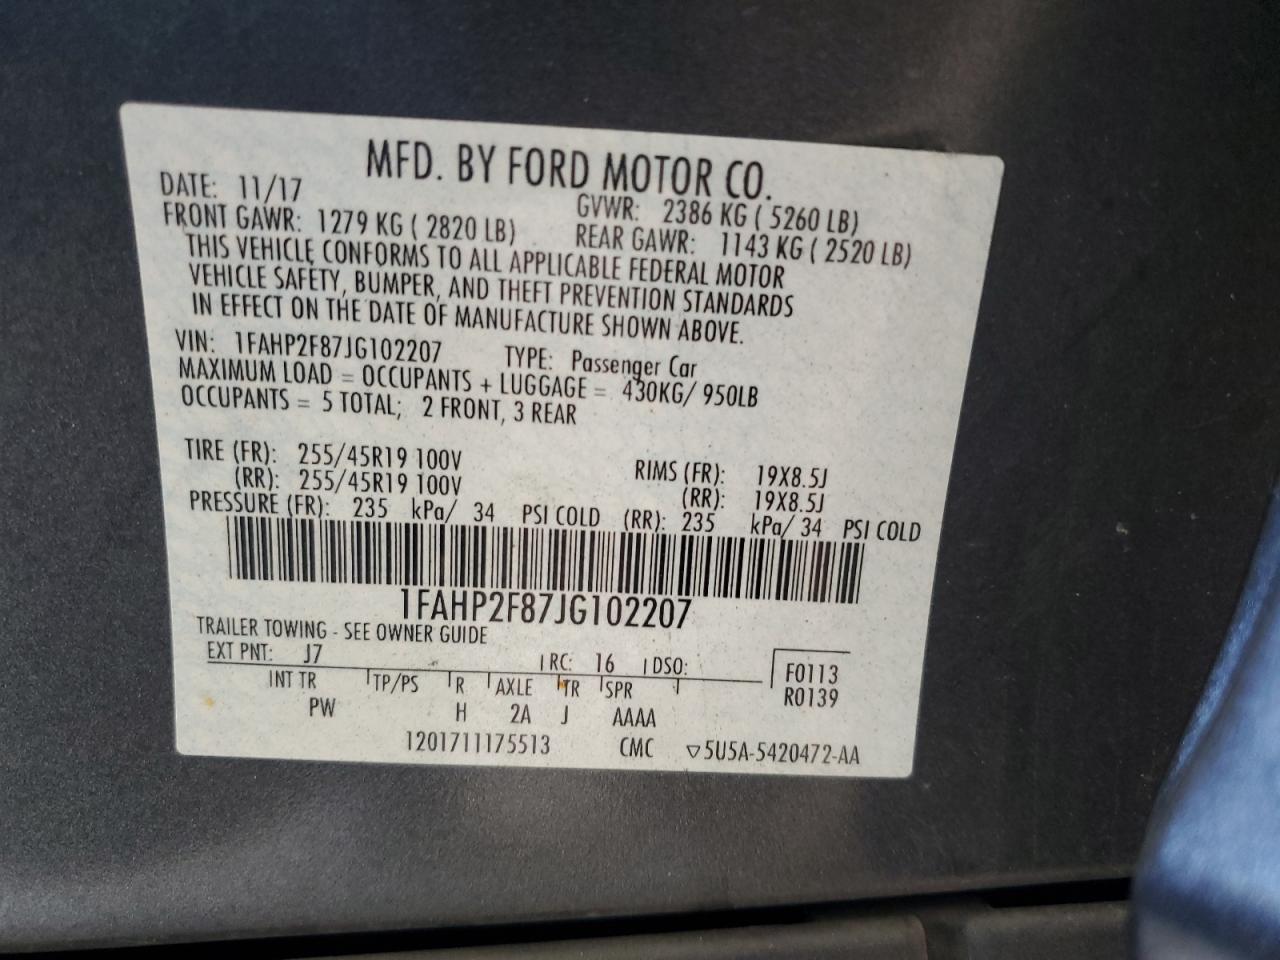 MFD. BY FORD MOTOR CO.
DATE: 11/17 GVWR: 2386 KG ( 5260 LB)
FRONT GAWR: 1279 KG ( 2820 LB) REAR GAWR: 1143 KG ( 2520 LB)
THIS VEHICLE CONFORMS TO ALL APPLICABLE FEDERAL MOTOR
VEHICLE SAFETY, BUMPER, AND THEFT PREVENTION STANDARDS
IN EFFECT ON THE DATE OF MANUFACTURE SHOWN ABOVE.
VIN: 1FAHP2F87JG102207 TYPE: Passenger Car
MAXIMUM LOAD = OCCUPANTS + LUGGAGE = 430KG/ 950LB
OCCUPANTS = 5 TOTAL; 2 FRONT, 3 REAR
TIRE (FR): 255/45R19 100V RIMS (FR): 19X8.5J
(RR): 255/45R19 100V (RR): 19X8.5J
PRESSURE (FR): 235 kPa/ 34 PSI COLD (RR): 235 kPa/ 34 PSI COLD
1FAHP2F87JG102207
TRAILER TOWING - SEE OWNER GUIDE
EXT PNT: J7 RC: 16 DSO: F0113
INT TR TP/PS R AXLE TR SPR R0139
PW H 2A J AAAA
1201711175513 CMC ▽5U5A-5420472-AA